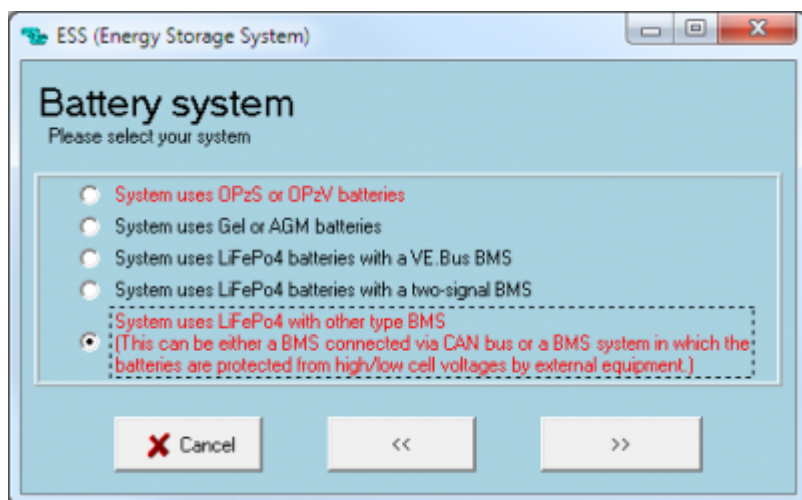 ESS (Energy Storage System)
Battery system
Please select your system
System uses OPzS or OPzV batteries
System uses Gel or AGM batteries
System uses LiFePo4 batteries with a VE.Bus BMS
System uses LiFePo4 batteries with a two-signal BMS
System uses LiFePo4 with other type BMS
(This can be either a BMS connected via CAN bus or a BMS system in which the
batteries are protected from high/low cell voltages by external equipment.)
Cancel << >>